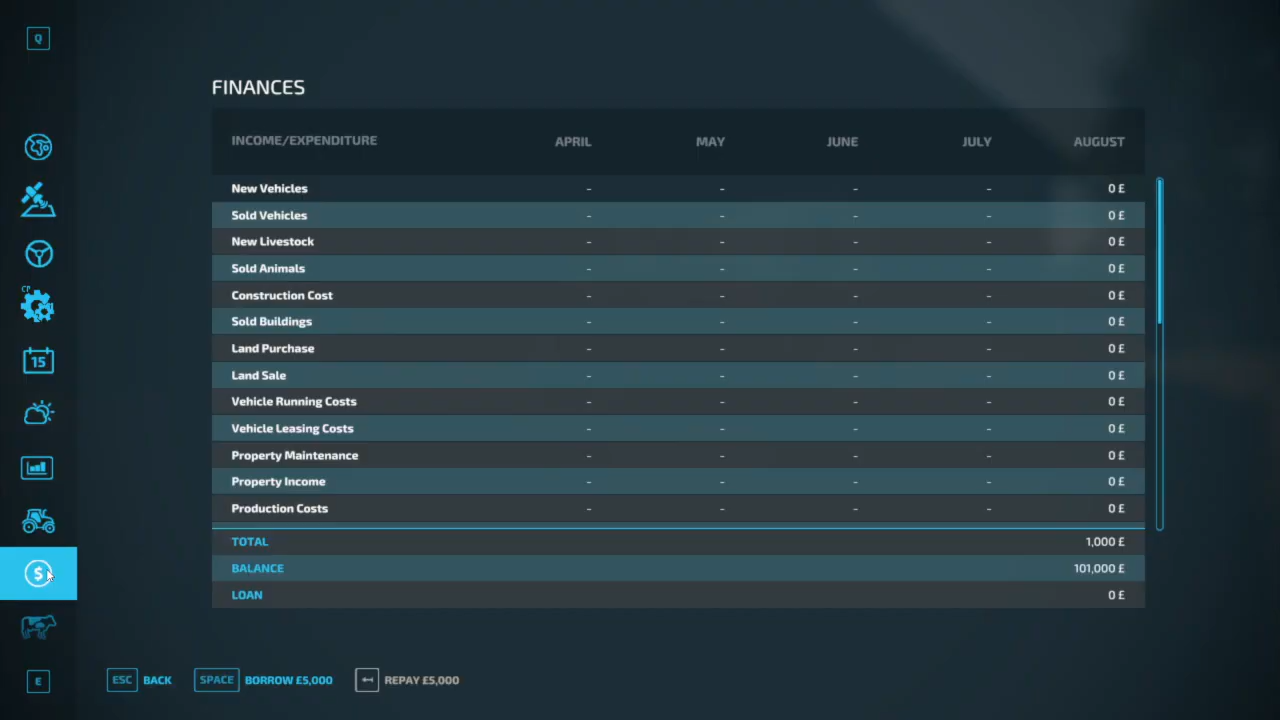 Q
FINANCES
INCOME/EXPENDITURE APRIL MAY JUNE JULY AUGUST
New Vehicles - - - - 0 £
Sold Vehicles - - - - 0 £
New Livestock - - - - 0 £
Sold Animals - - - - 0 £
Construction Cost - - - - 0 £
Sold Buildings - - - - 0 £
Land Purchase - - - - 0 £
Land Sale - - - - 0 £
Vehicle Running Costs - - - - 0 £
Vehicle Leasing Costs - - - - 0 £
Property Maintenance - - - - 0 £
Property Income - - - - 0 £
Production Costs - - - - 0 £
TOTAL 1,000 £
BALANCE 101,000 £
LOAN 0 £
CP
15
$
E
ESC BACK SPACE BORROW £5,000 REPAY £5,000